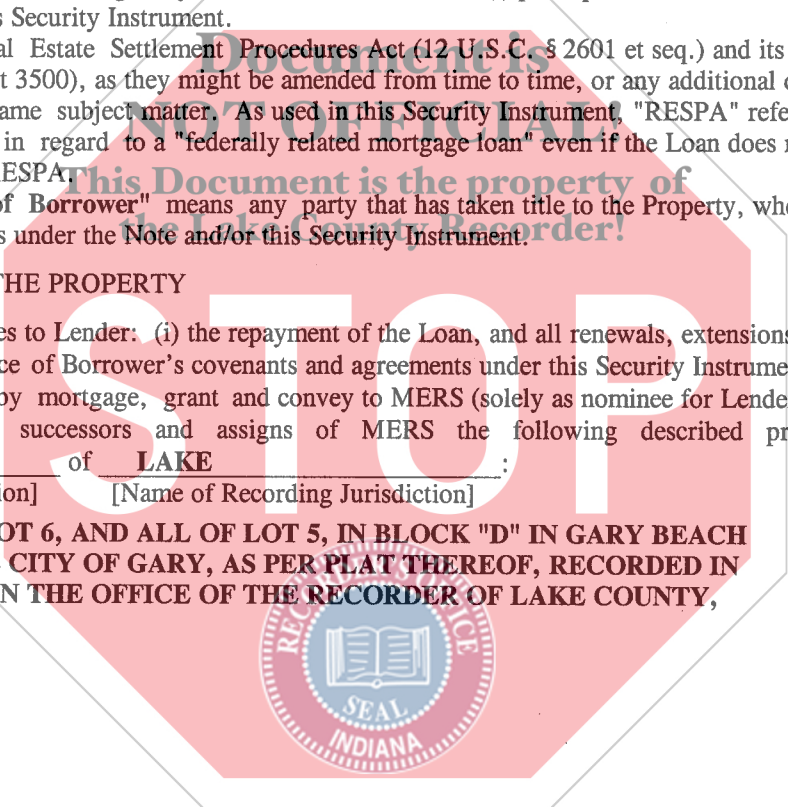 s Security Instrument.
al Estate Settlement Procedures Act (12 U.S.C. § 2601 et seq.) and its
t 3500), as they might be amended from time to time, or any additional
ame subject matter. As used in this Security Instrument, "RESPA" refe
in regard to a "federally related mortgage loan" even if the Loan does
ESPA.
of Borrower" means any party that has taken title to the Property, wh
s under the Note and/or this Security Instrument.
Document is
NOT OFFICIAL!
This Document is the property of
the Lake County Recorder!
THE PROPERTY
es to Lender: (i) the repayment of the Loan, and all renewals, extensions
ce of Borrower's covenants and agreements under this Security Instrume
by mortgage, grant and convey to MERS (solely as nominee for Lende
successors and assigns of MERS the following described pr
of LAKE :
ion] [Name of Recording Jurisdiction]
STOP
OT 6, AND ALL OF LOT 5, IN BLOCK "D" IN GARY BEACH
CITY OF GARY, AS PER PLAT THEREOF, RECORDED IN
N THE OFFICE OF THE RECORDER OF LAKE COUNTY,
RECORDER'S OFFICE
SEAL
INDIANA